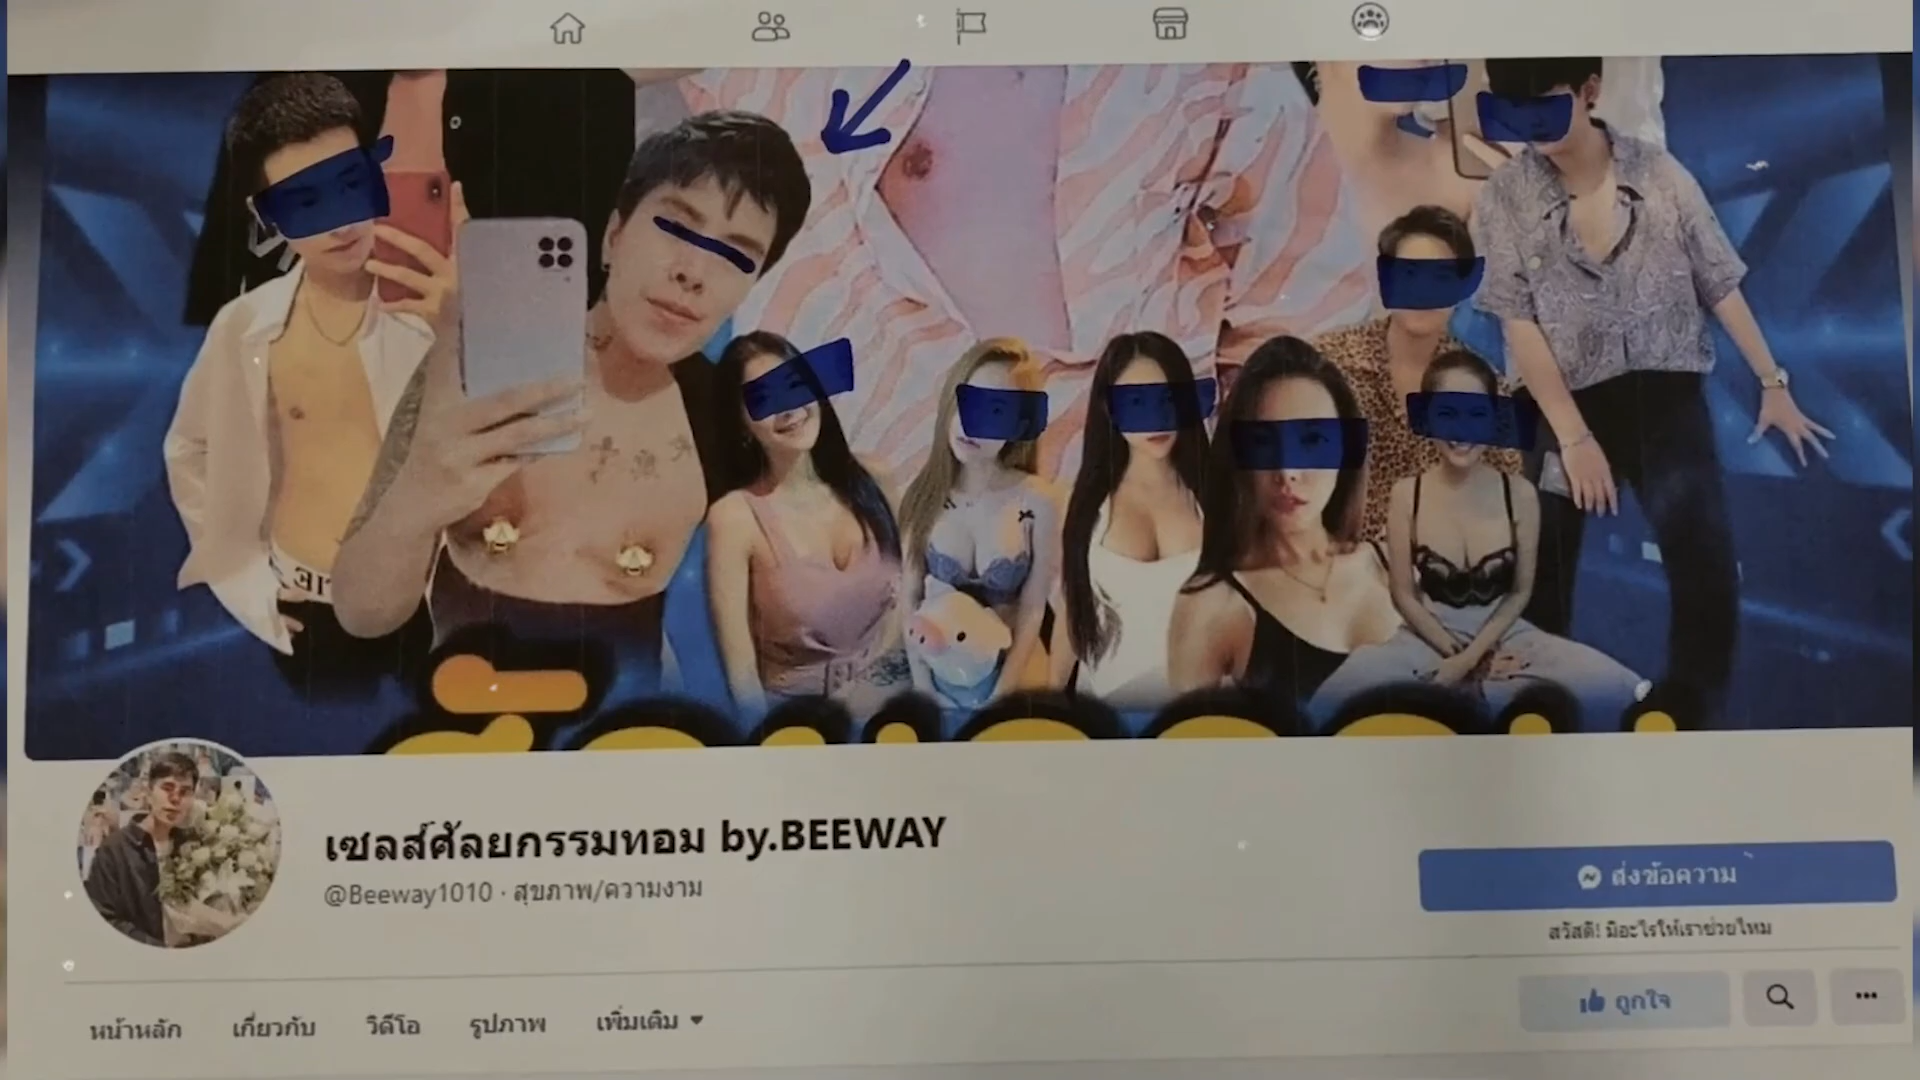 เซลส์ศัลยกรรมทอม by.BEEWAY
@Beeway1010 · สุขภาพ/ความงาม
ส่งข้อความ
สวัสดี! มีอะไรให้เราช่วยไหม
หน้าหลัก เกี่ยวกับ วิดีโอ รูปภาพ เพิ่มเติม
ถูกใจ